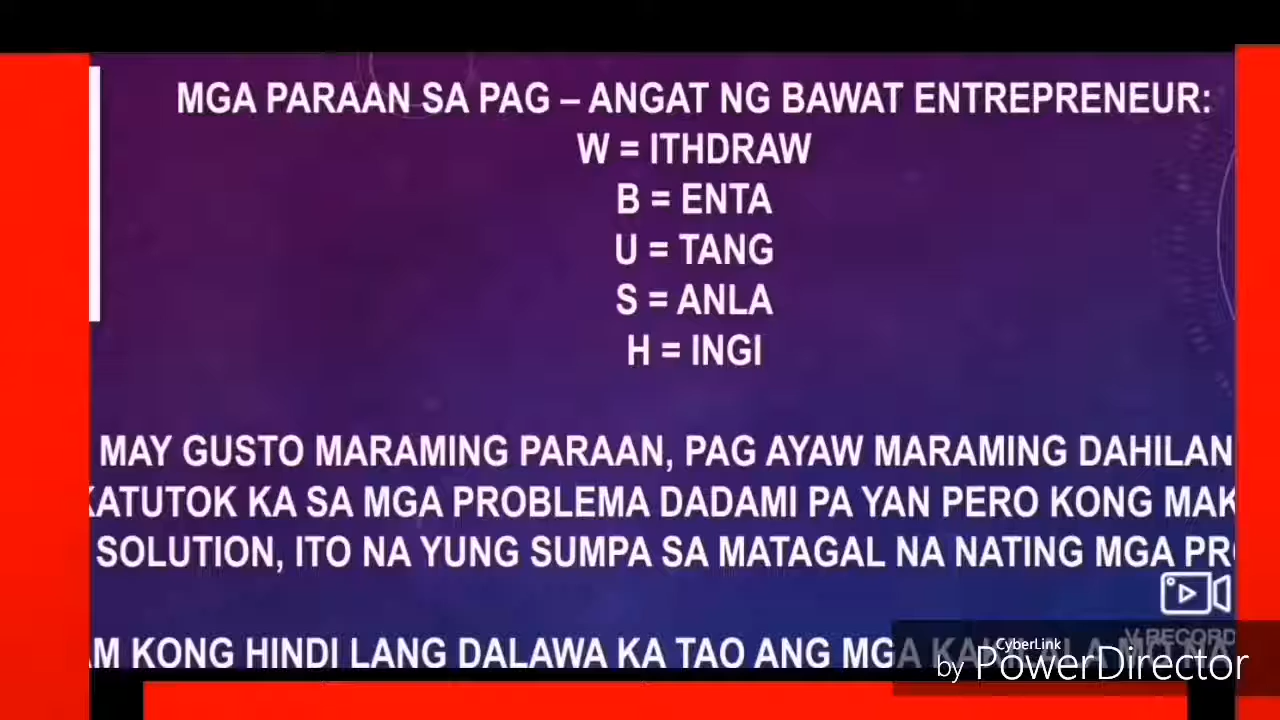 MGA PARAAN SA PAG – ANGAT NG BAWAT ENTREPRENEUR:
W = ITHDRAW
B = ENTA
U = TANG
S = ANLA
H = INGI
MAY GUSTO MARAMING PARAAN, PAG AYAW MARAMING DAHILAN
KATUTOK KA SA MGA PROBLEMA DADAMI PA YAN PERO KONG MAK
SOLUTION, ITO NA YUNG SUMPA SA MATAGAL NA NATING MGA PR
AM KONG HINDI LANG DALAWA KA TAO ANG MGA
V RECORD
CyberLink
by PowerDirector